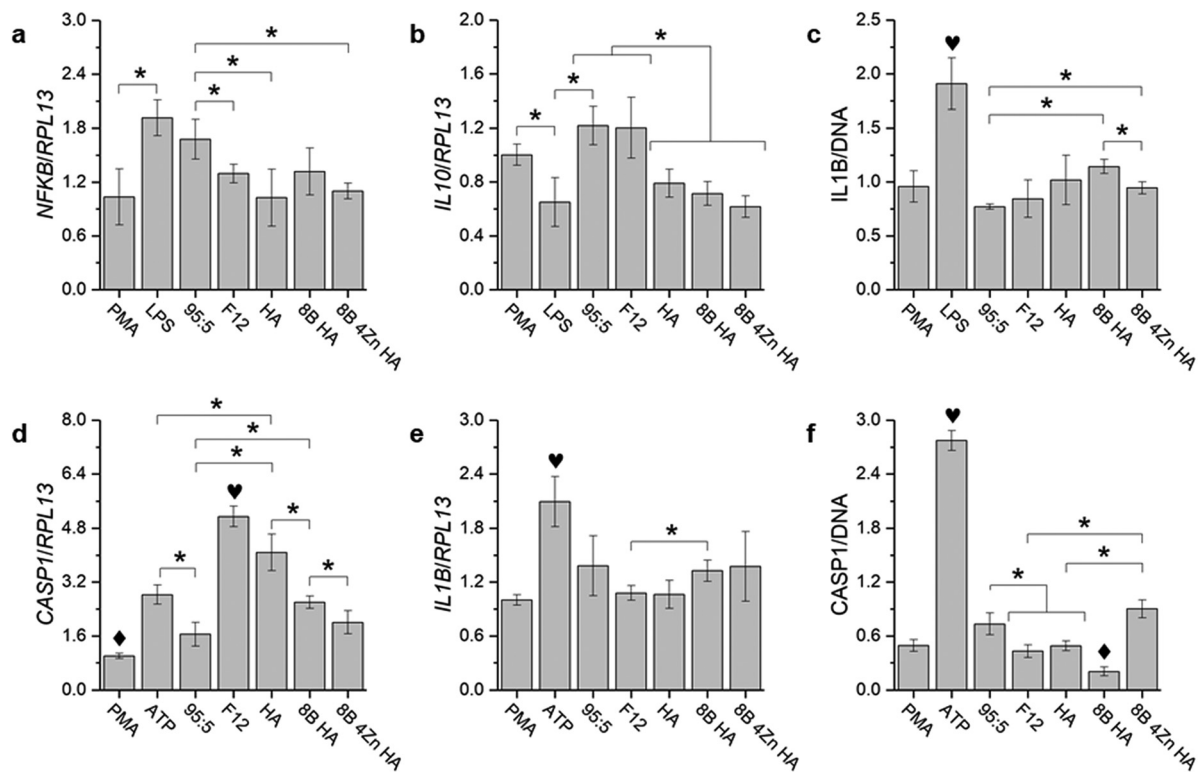 a
NFKB/RPL13
3.0
2.4
1.8
1.2
0.6
0.0
*
*
*
*
PMA
LPS
95:5
F12
HA
8B HA
8B 4Zn HA
b
IL10/RPL13
2.0
1.6
1.2
0.8
0.4
0.0
*
*
*
PMA
LPS
95:5
F12
HA
8B HA
8B 4Zn HA
c
IL1B/DNA
2.5
2.0
1.5
1.0
0.5
0.0
♥
*
*
*
PMA
LPS
95:5
F12
HA
8B HA
8B 4Zn HA
d
CASP1/RPL13
8.0
6.4
4.8
3.2
1.6
0.0
♦
*
*
*
♥
*
*
*
PMA
ATP
95:5
F12
HA
8B HA
8B 4Zn HA
e
IL1B/RPL13
3.0
2.4
1.8
1.2
0.6
0.0
♥
*
PMA
ATP
95:5
F12
HA
8B HA
8B 4Zn HA
f
CASP1/DNA
3.0
2.4
1.8
1.2
0.6
0.0
♥
*
*
*
♦
PMA
ATP
95:5
F12
HA
8B HA
8B 4Zn HA